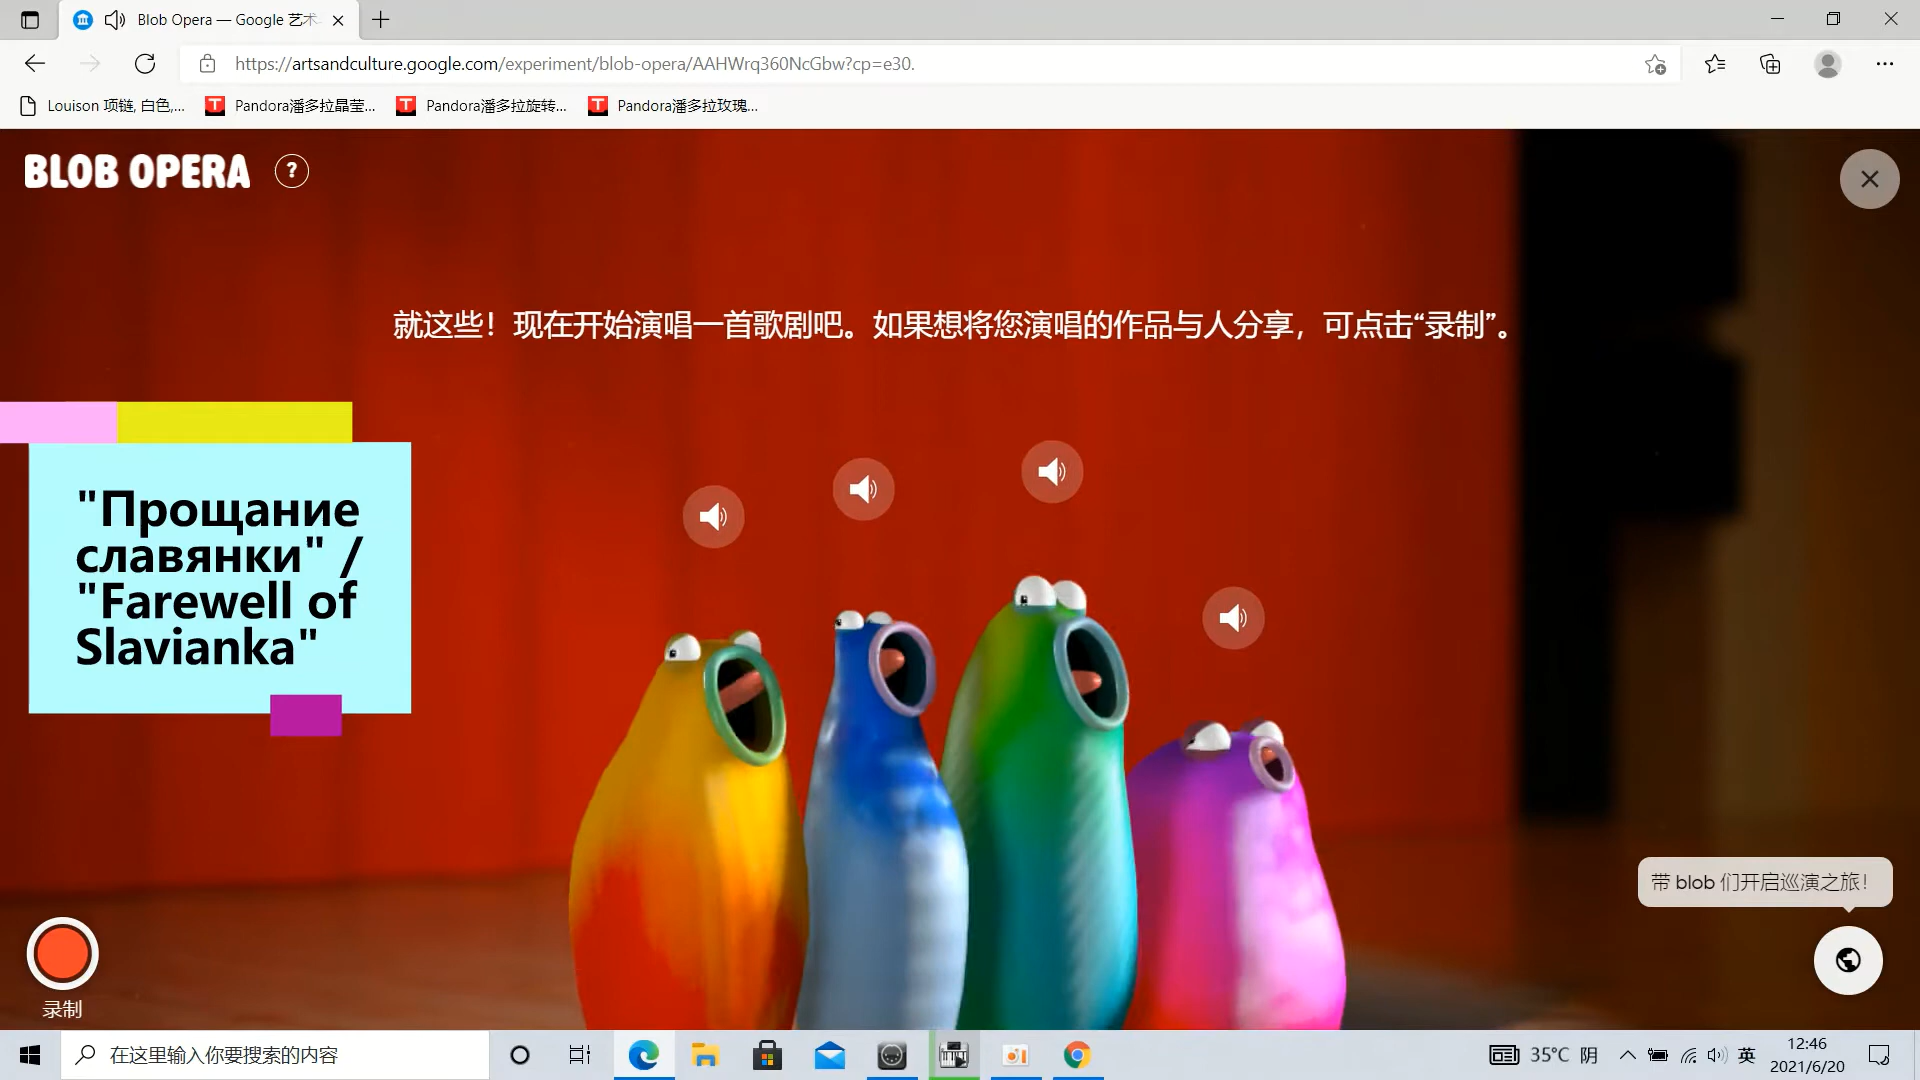 Blob Opera — Google 艺术
https://artsandculture.google.com/experiment/blob-opera/AAHWrq360NcGbw?cp=e30.
Louison 项链, 白色,...
Pandora潘多拉晶莹...
Pandora潘多拉旋转...
Pandora潘多拉玫瑰...
BLOB OPERA ?
就这些！现在开始演唱一首歌剧吧。如果想将您演唱的作品与人分享，可点击“录制”。
"Прощание
славянки" /
"Farewell of
Slavianka"
带 blob 们开启巡演之旅！
录制
在这里输入你要搜索的内容
35°C 阴
英
12:46
2021/6/20